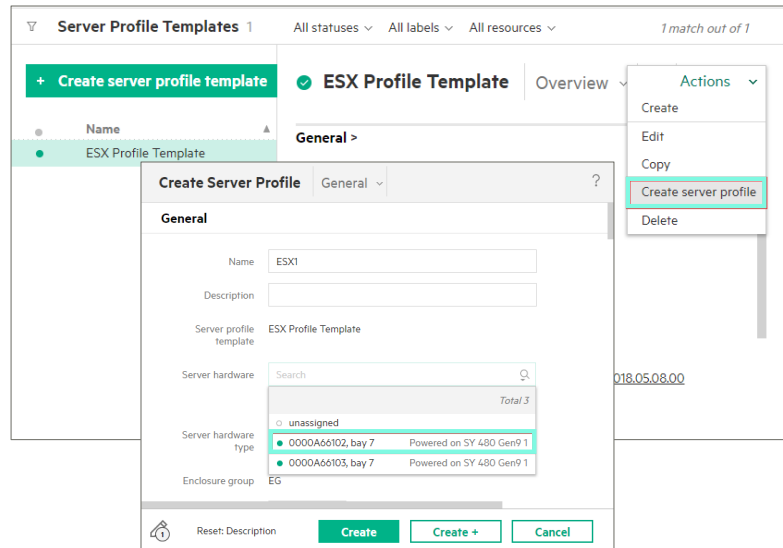 Server Profile Templates 1
All statuses All labels All resources
1 match out of 1
+ Create server profile template
Name
ESX Profile Template
ESX Profile Template Overview
General >
Actions
Create
Edit
Copy
Create server profile
Delete
018.05.08.00
Create Server Profile General ?
General
Name ESX1
Description
Server profile template ESX Profile Template
Server hardware Search
Total 3
unassigned
0000A66102, bay 7 Powered on SY 480 Gen9 1
0000A66103, bay 7 Powered on SY 480 Gen9 1
Server hardware type
Enclosure group EG
1 Reset: Description Create Create + Cancel